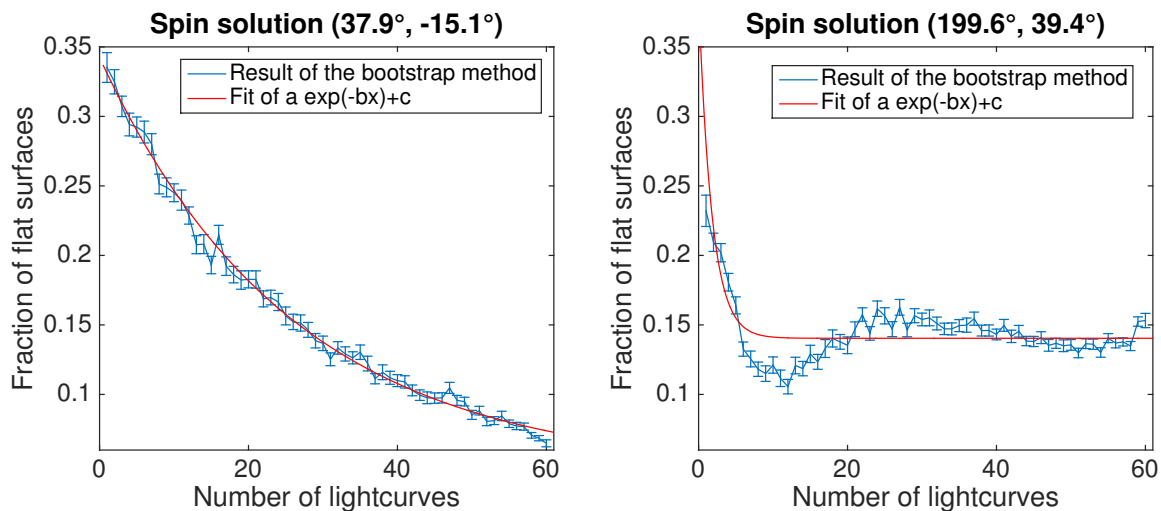 Spin solution (37.9°, -15.1°)
Fraction of flat surfaces
0.35
0.3
0.25
0.2
0.15
0.1
Result of the bootstrap method
Fit of a exp(-bx)+c
0
20
40
60
Number of lightcurves
Spin solution (199.6°, 39.4°)
Fraction of flat surfaces
0.35
0.3
0.25
0.2
0.15
0.1
Result of the bootstrap method
Fit of a exp(-bx)+c
0
20
40
60
Number of lightcurves